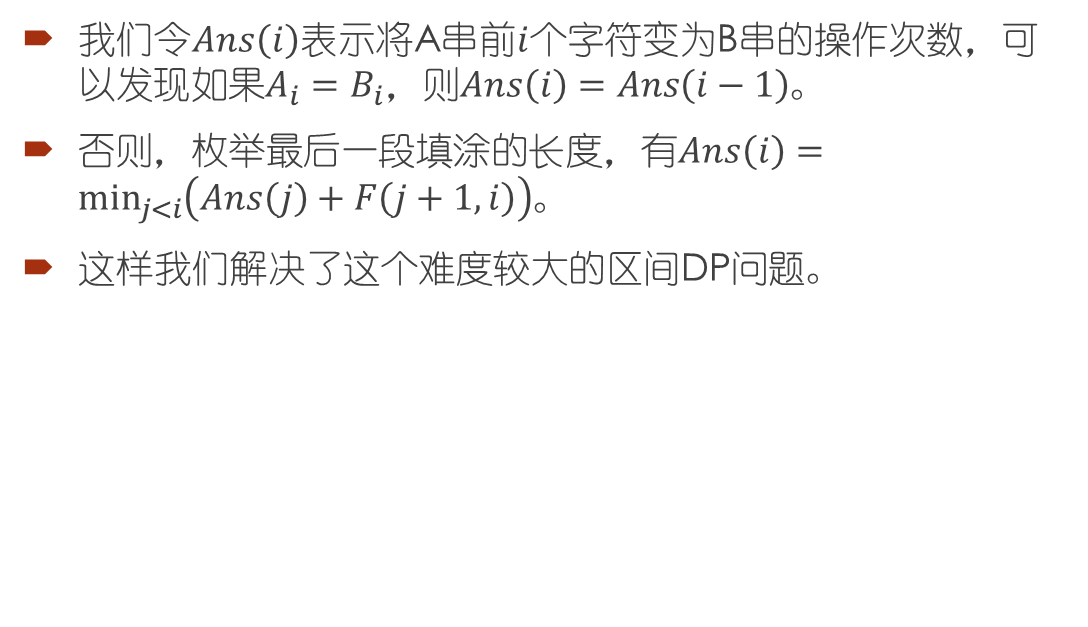 我们令Ans(i)表示将A串前i个字符变为B串的操作次数，可
以发现如果Aᵢ = Bᵢ，则Ans(i) = Ans(i − 1)。
否则，枚举最后一段填涂的长度，有Ans(i) =
min_{j<i}(Ans(j) + F(j + 1, i))。
这样我们解决了这个难度较大的区间DP问题。